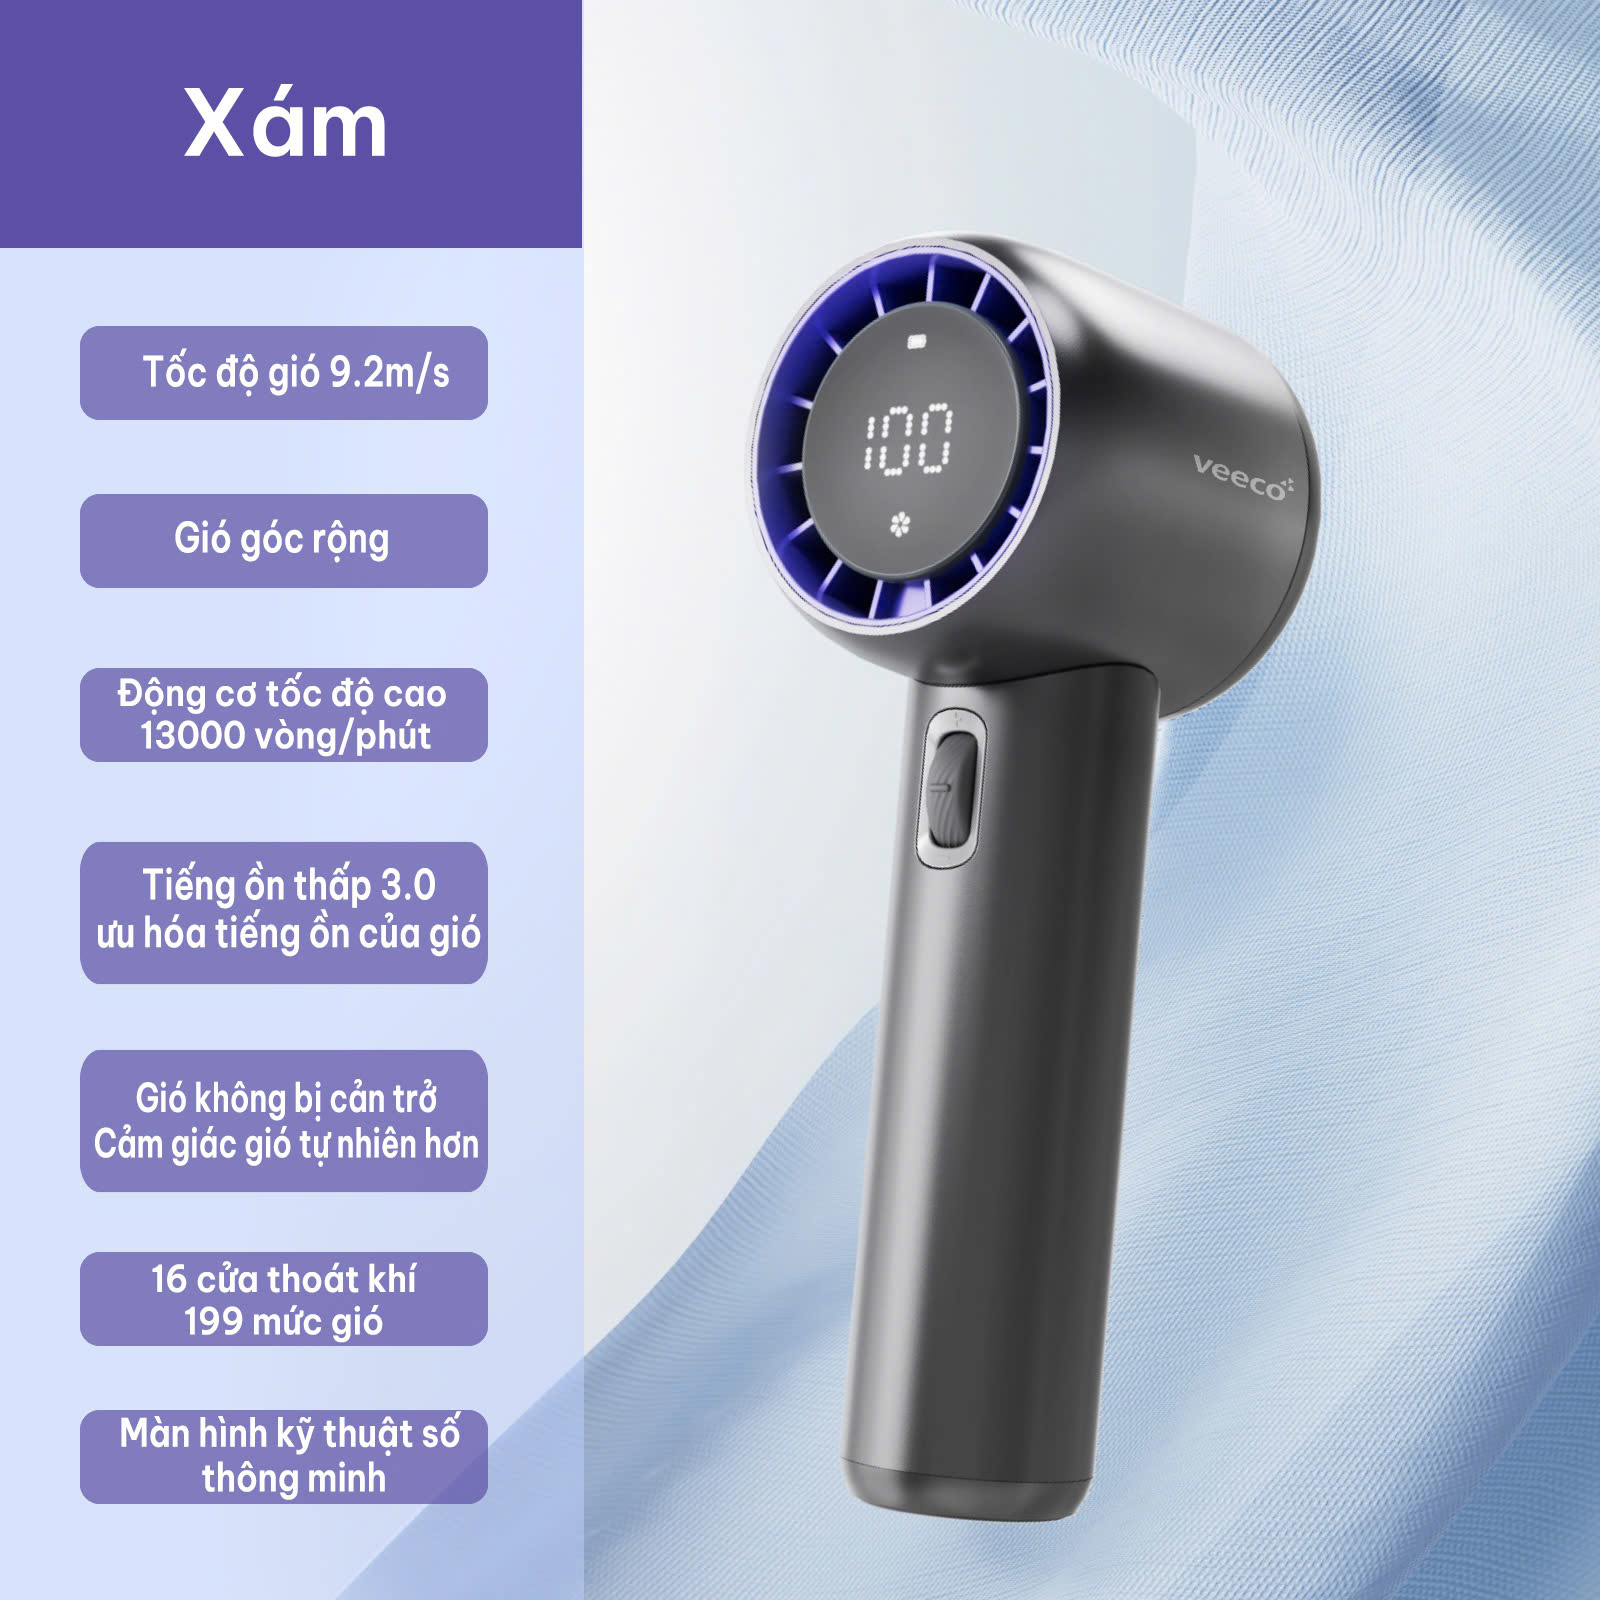 Xám
Tốc độ gió 9.2m/s
Gió góc rộng
Động cơ tốc độ cao
13000 vòng/phút
Tiếng ồn thấp 3.0
ưu hóa tiếng ồn của gió
Gió không bị cản trở
Cảm giác gió tự nhiên hơn
16 cửa thoát khí
199 mức gió
Màn hình kỹ thuật số
thông minh
100
veeco